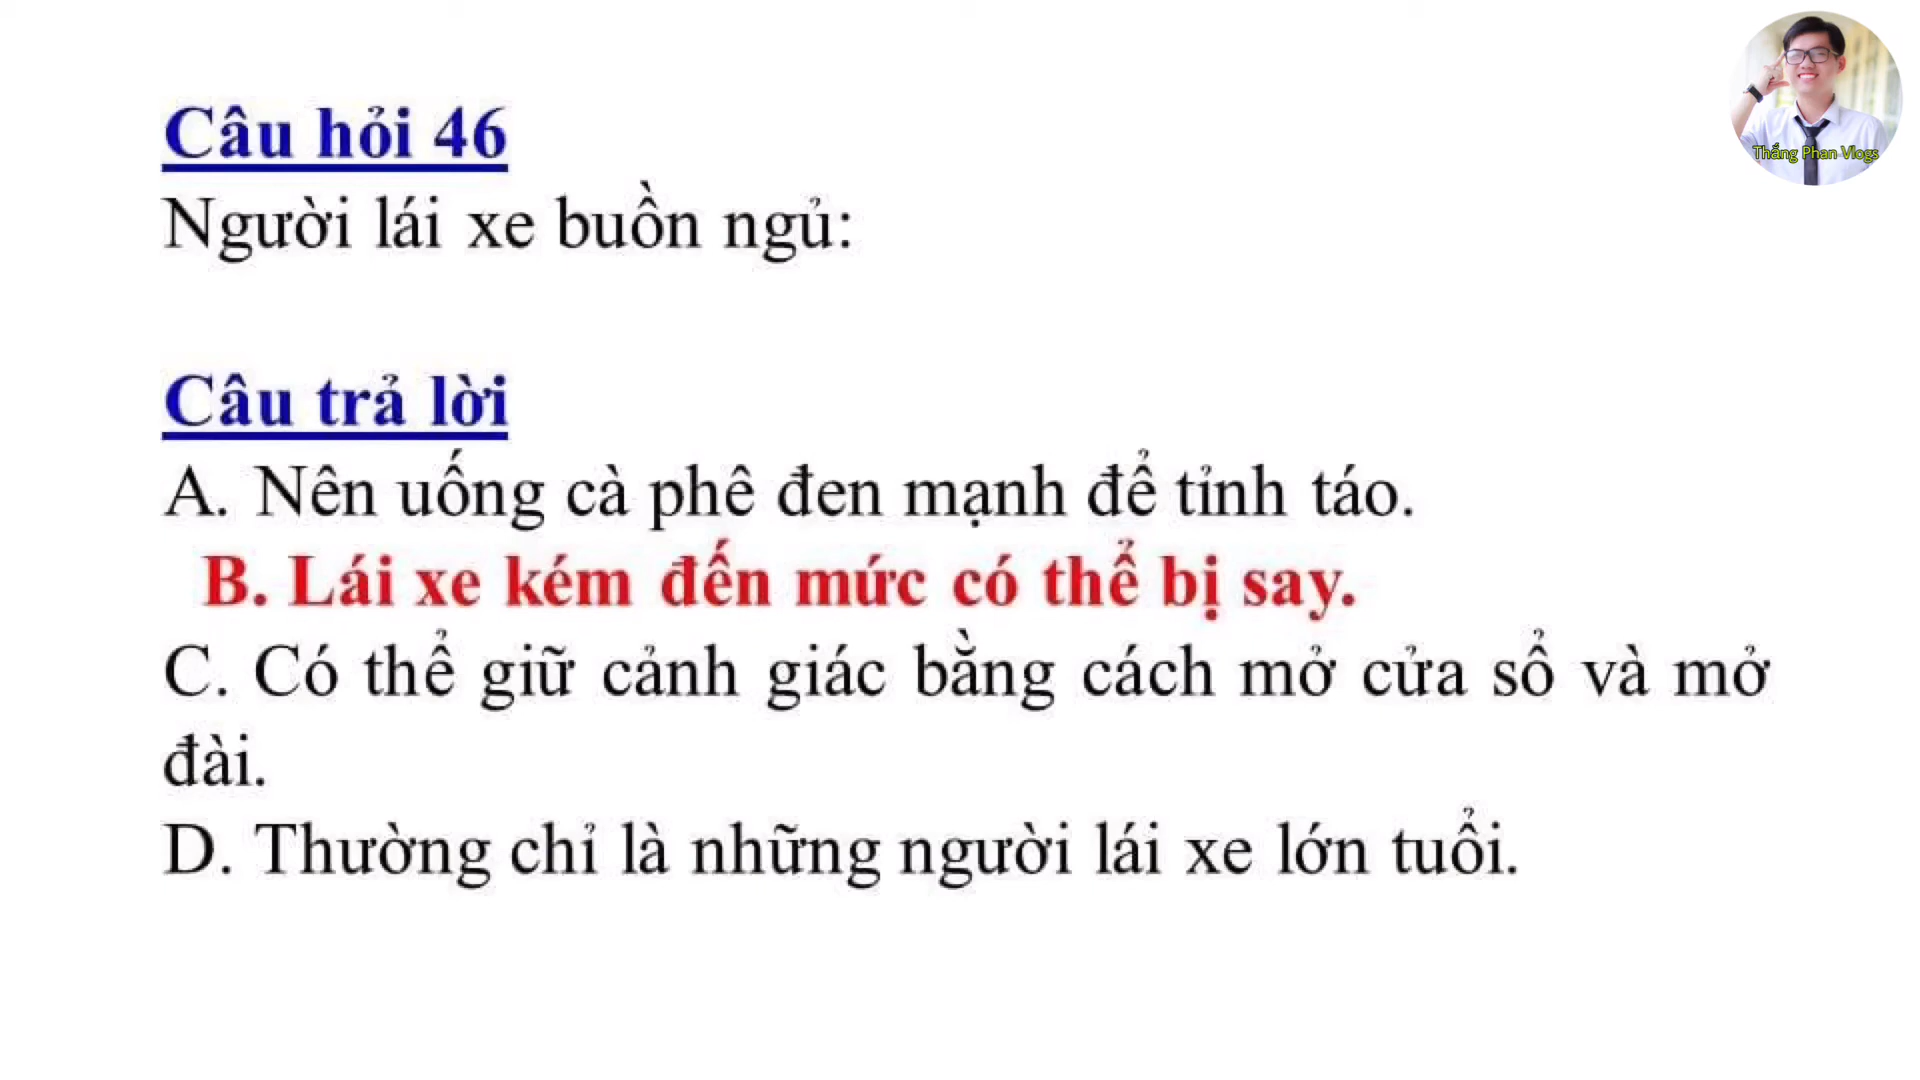 Thắng Phan Vlogs
Câu hỏi 46
Người lái xe buồn ngủ:
Câu trả lời
A. Nên uống cà phê đen mạnh để tỉnh táo.
B. Lái xe kém đến mức có thể bị say.
C. Có thể giữ cảnh giác bằng cách mở cửa sổ và mở
đài.
D. Thường chỉ là những người lái xe lớn tuổi.